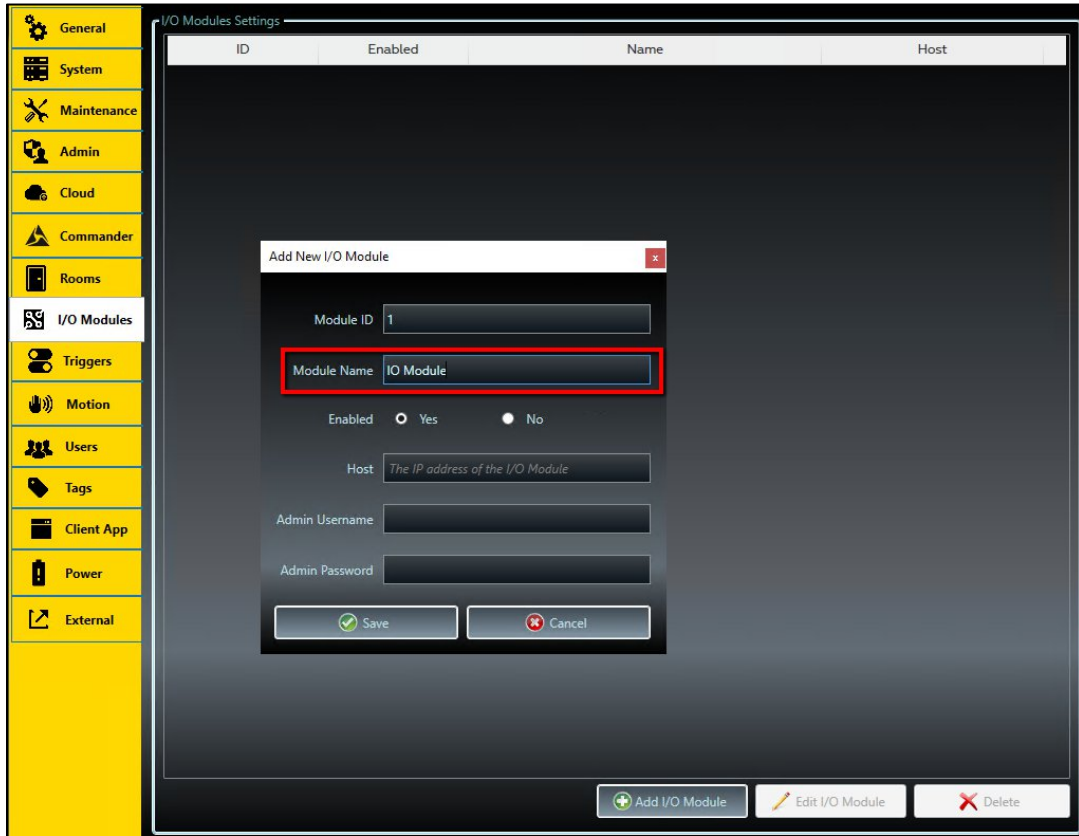 General
System
Maintenance
Admin
Cloud
Commander
Rooms
I/O Modules
Triggers
Motion
Users
Tags
Client App
Power
External
I/O Modules Settings
ID Enabled Name Host
Add New I/O Module
x
Module ID 1
Module Name IO Module
Enabled Yes No
Host The IP address of the I/O Module
Admin Username
Admin Password
Save Cancel
Add I/O Module Edit I/O Module Delete